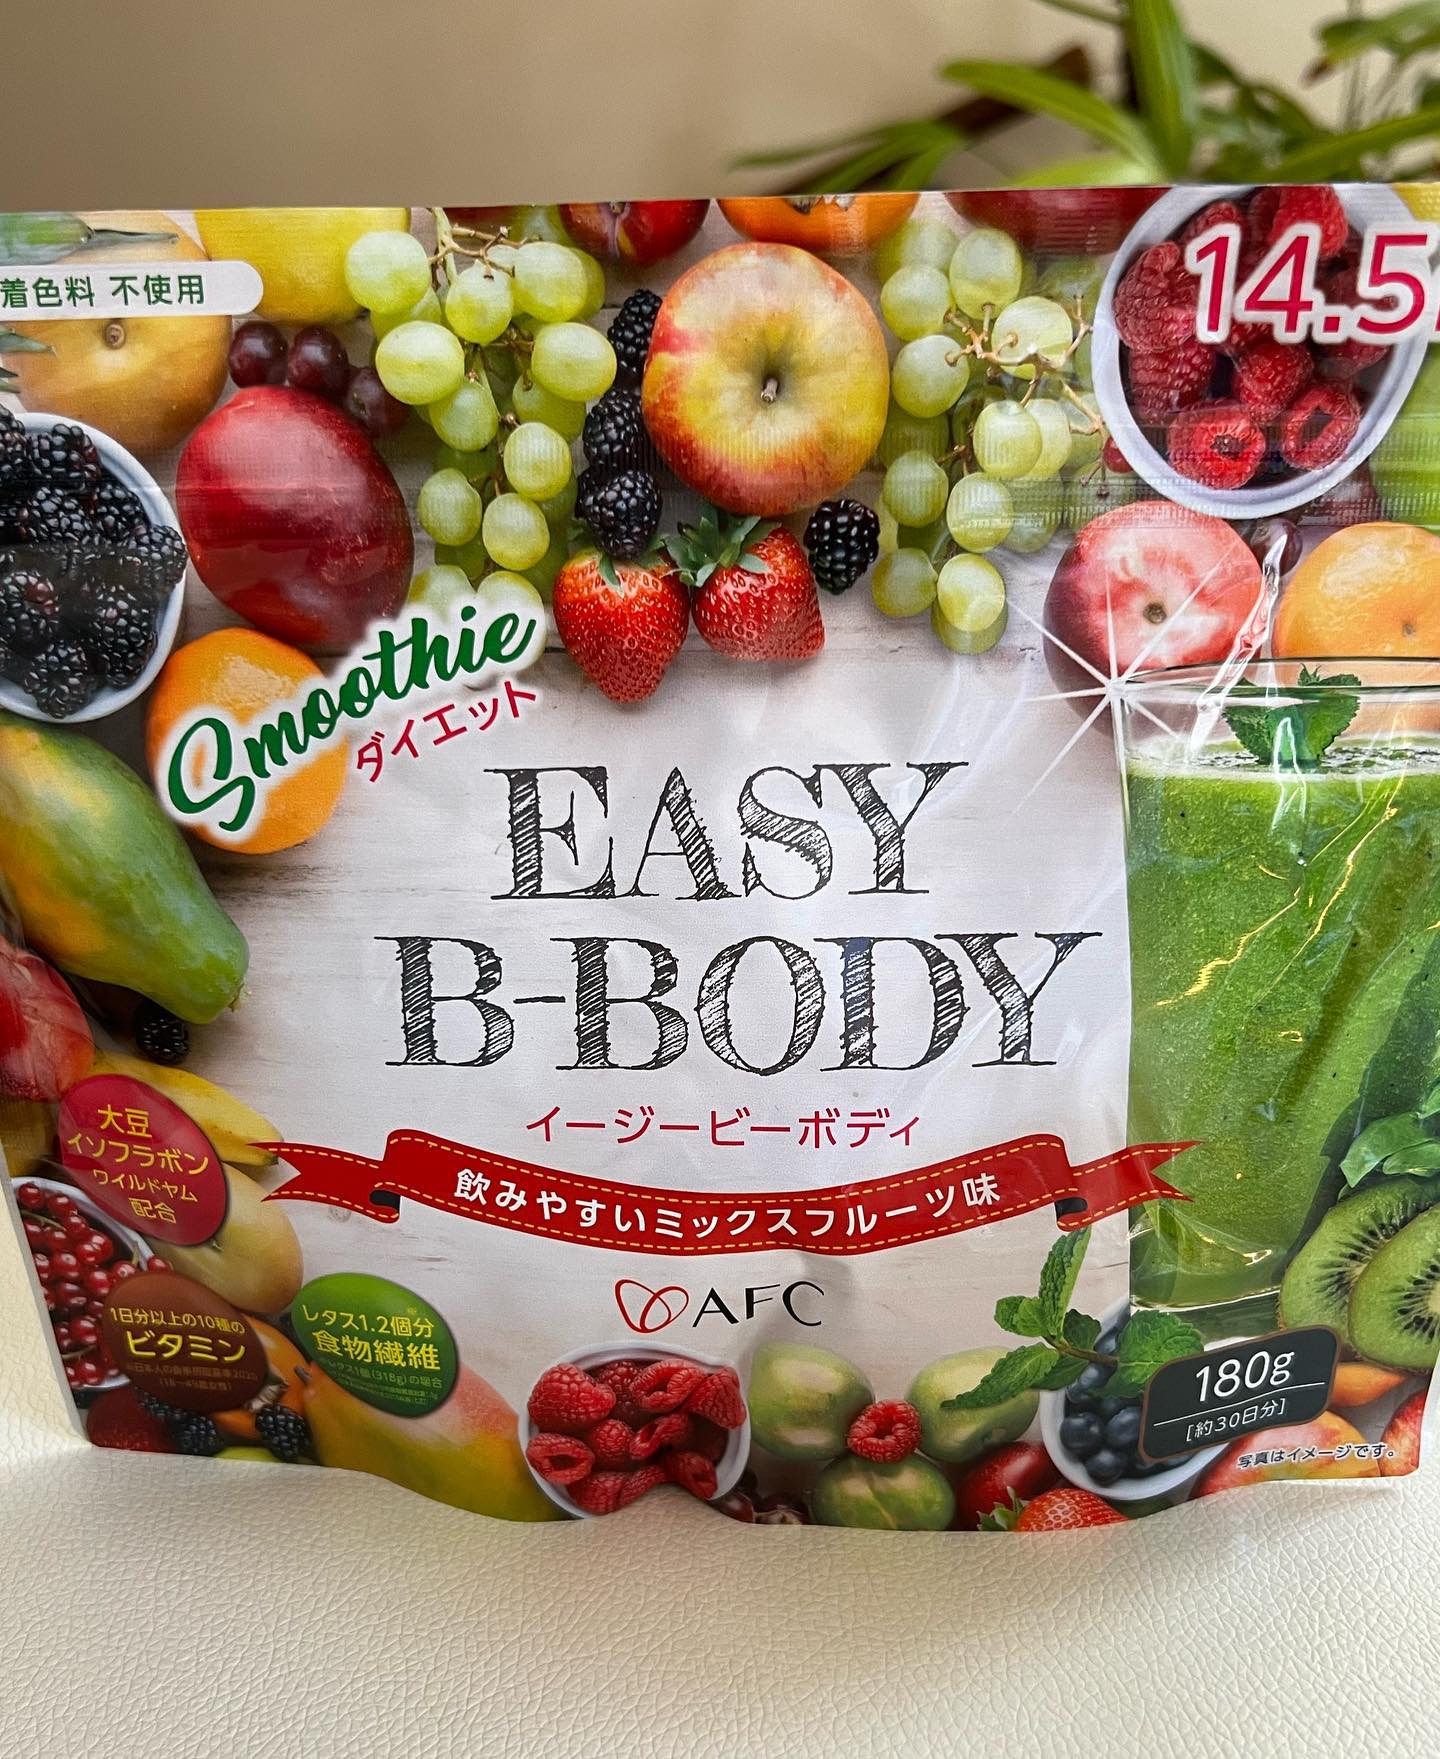 着色料 不使用
14.5
Smoothie
ダイエット
EASY
B-BODY
イージービーボディ
飲みやすいミックスフルーツ味
AFC
大豆
イソフラボン
ワイルドヤム
配合
1日分以上の10種の
ビタミン
レタス1.2個分
食物繊維
180g
[約30日分]
写真はイメージです。